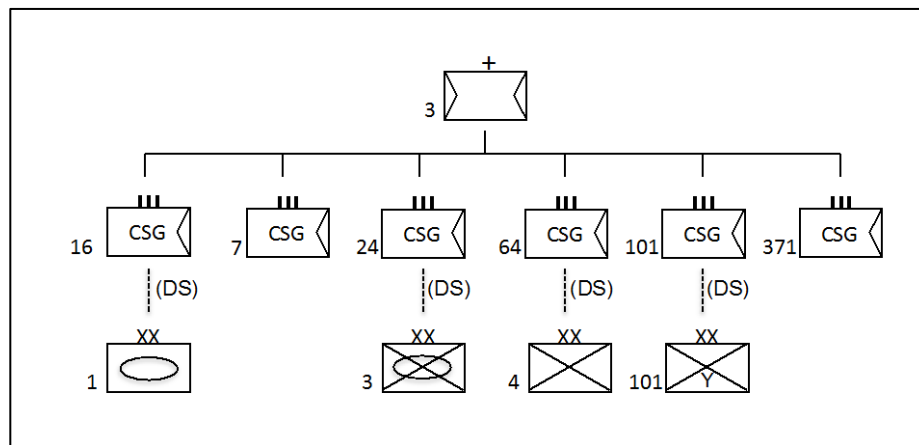 +
3
III III III III III III
16 CSG 7 CSG 24 CSG 64 CSG 101 CSG 371 CSG
(DS) (DS) (DS) (DS)
XX XX XX XX
1 3 4 101 Y